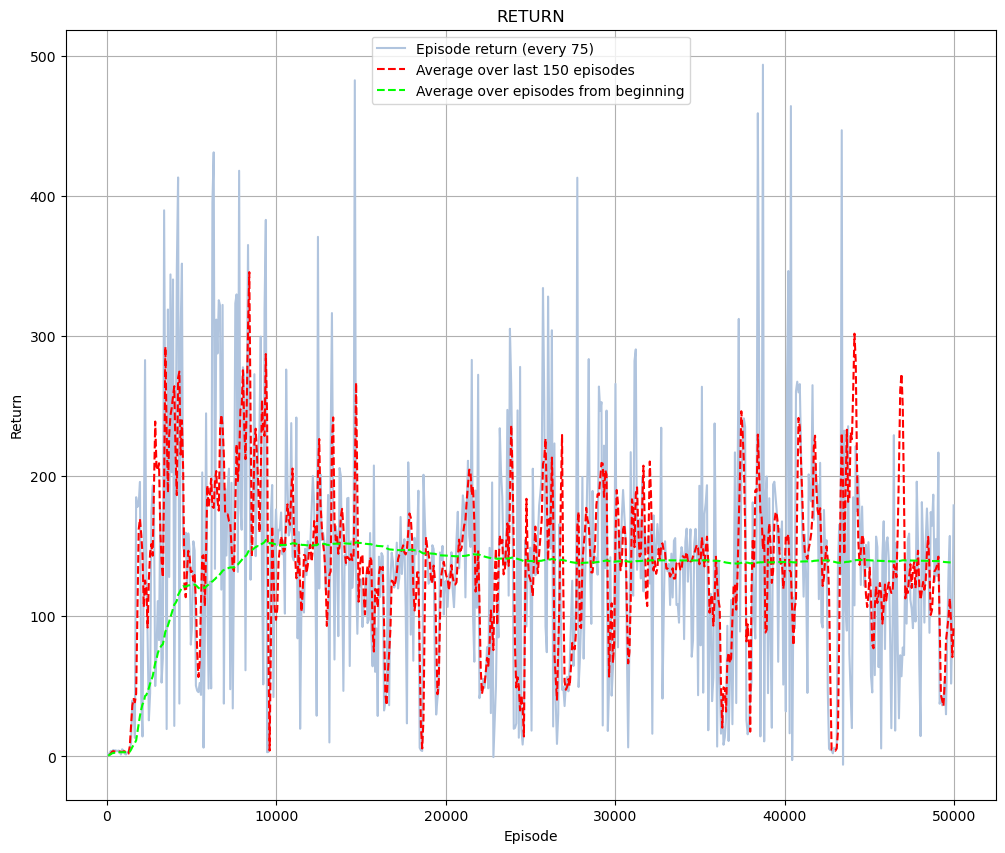 RETURN
Episode return (every 75)
Average over last 150 episodes
Average over episodes from beginning
500
400
300
200
100
0
Return
0 10000 20000 30000 40000 50000
Episode